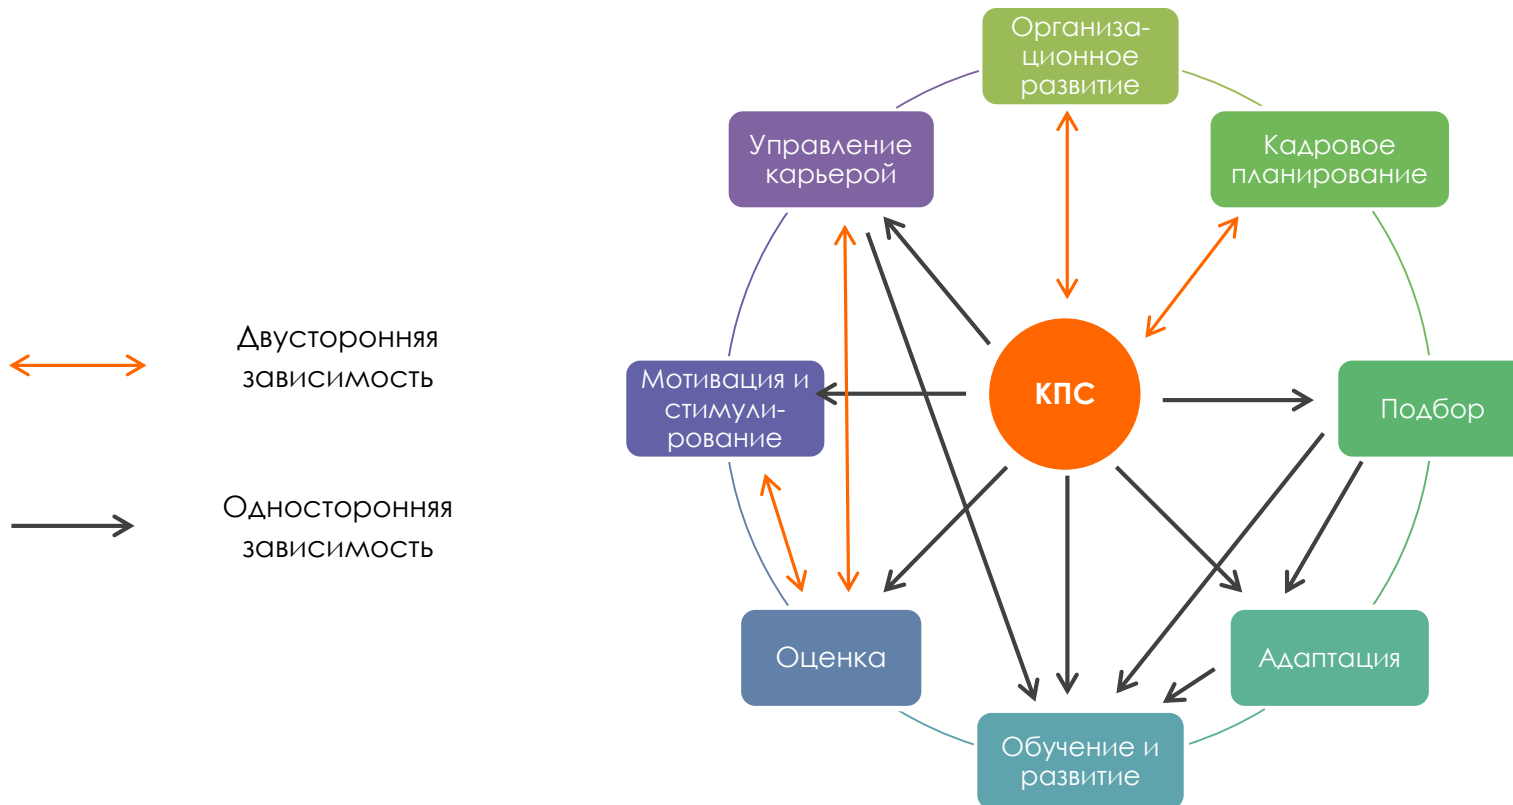 Организа-
ционное
развитие
Управление
карьерой
Кадровое
планирование
Двусторонняя
зависимость
Мотивация и
стимули-
рование
КПС
Подбор
Односторонняя
зависимость
Оценка
Адаптация
Обучение и
развитие